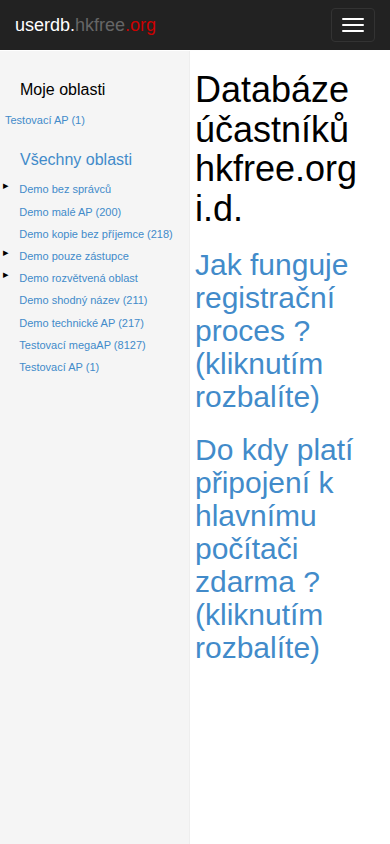 userdb.hkfree.org
Moje oblasti
Testovací AP (1)
Všechny oblasti
Demo bez správců
Demo malé AP (200)
Demo kopie bez příjemce (218)
Demo pouze zástupce
Demo rozvětvená oblast
Demo shodný název (211)
Demo technické AP (217)
Testovací megaAP (8127)
Testovací AP (1)
Databáze
účastníků
hkfree.org
i.d.
Jak funguje
registrační
proces ?
(kliknutím
rozbalíte)
Do kdy platí
připojení k
hlavnímu
počítači
zdarma ?
(kliknutím
rozbalíte)